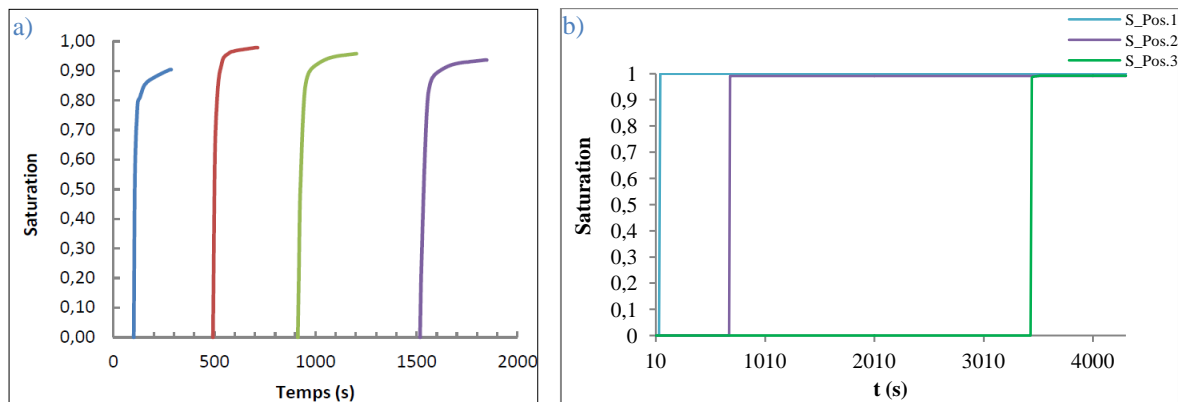 a)
1,00
0,90
0,80
0,70
0,60
0,50
0,40
0,30
0,20
0,10
0,00
Saturation
0 500 1000 1500 2000
Temps (s)
b)
S_Pos.1
S_Pos.2
S_Pos.3
1
0,9
0,8
0,7
0,6
0,5
0,4
0,3
0,2
0,1
0
Saturation
10 1010 2010 3010 4000
t (s)